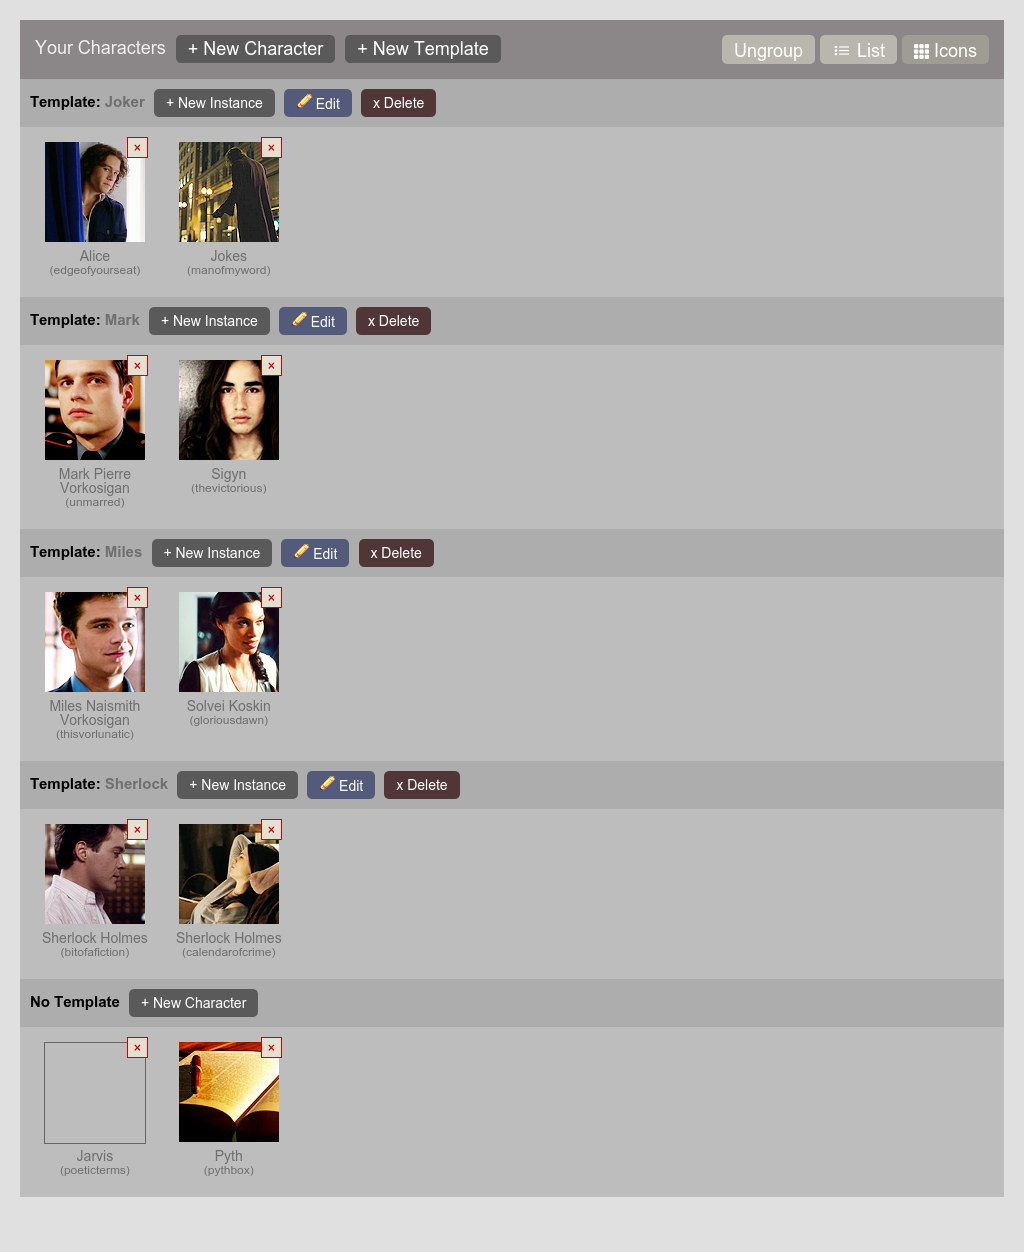 Your Characters + New Character + New Template Ungroup List Icons
Template: Joker + New Instance Edit x Delete
× ×
Alice Jokes
(edgeofyourseat) (manofmyword)
Template: Mark + New Instance Edit x Delete
× ×
Mark Pierre Sigyn
Vorkosigan (thevictorious)
(unmarred)
Template: Miles + New Instance Edit x Delete
× ×
Miles Naismith Solvei Koskin
Vorkosigan (gloriousdawn)
(thisvorlunatic)
Template: Sherlock + New Instance Edit x Delete
× ×
Sherlock Holmes Sherlock Holmes
(bitofafiction) (calendarofcrime)
No Template + New Character
× ×
Jarvis Pyth
(poeticterms) (pythbox)